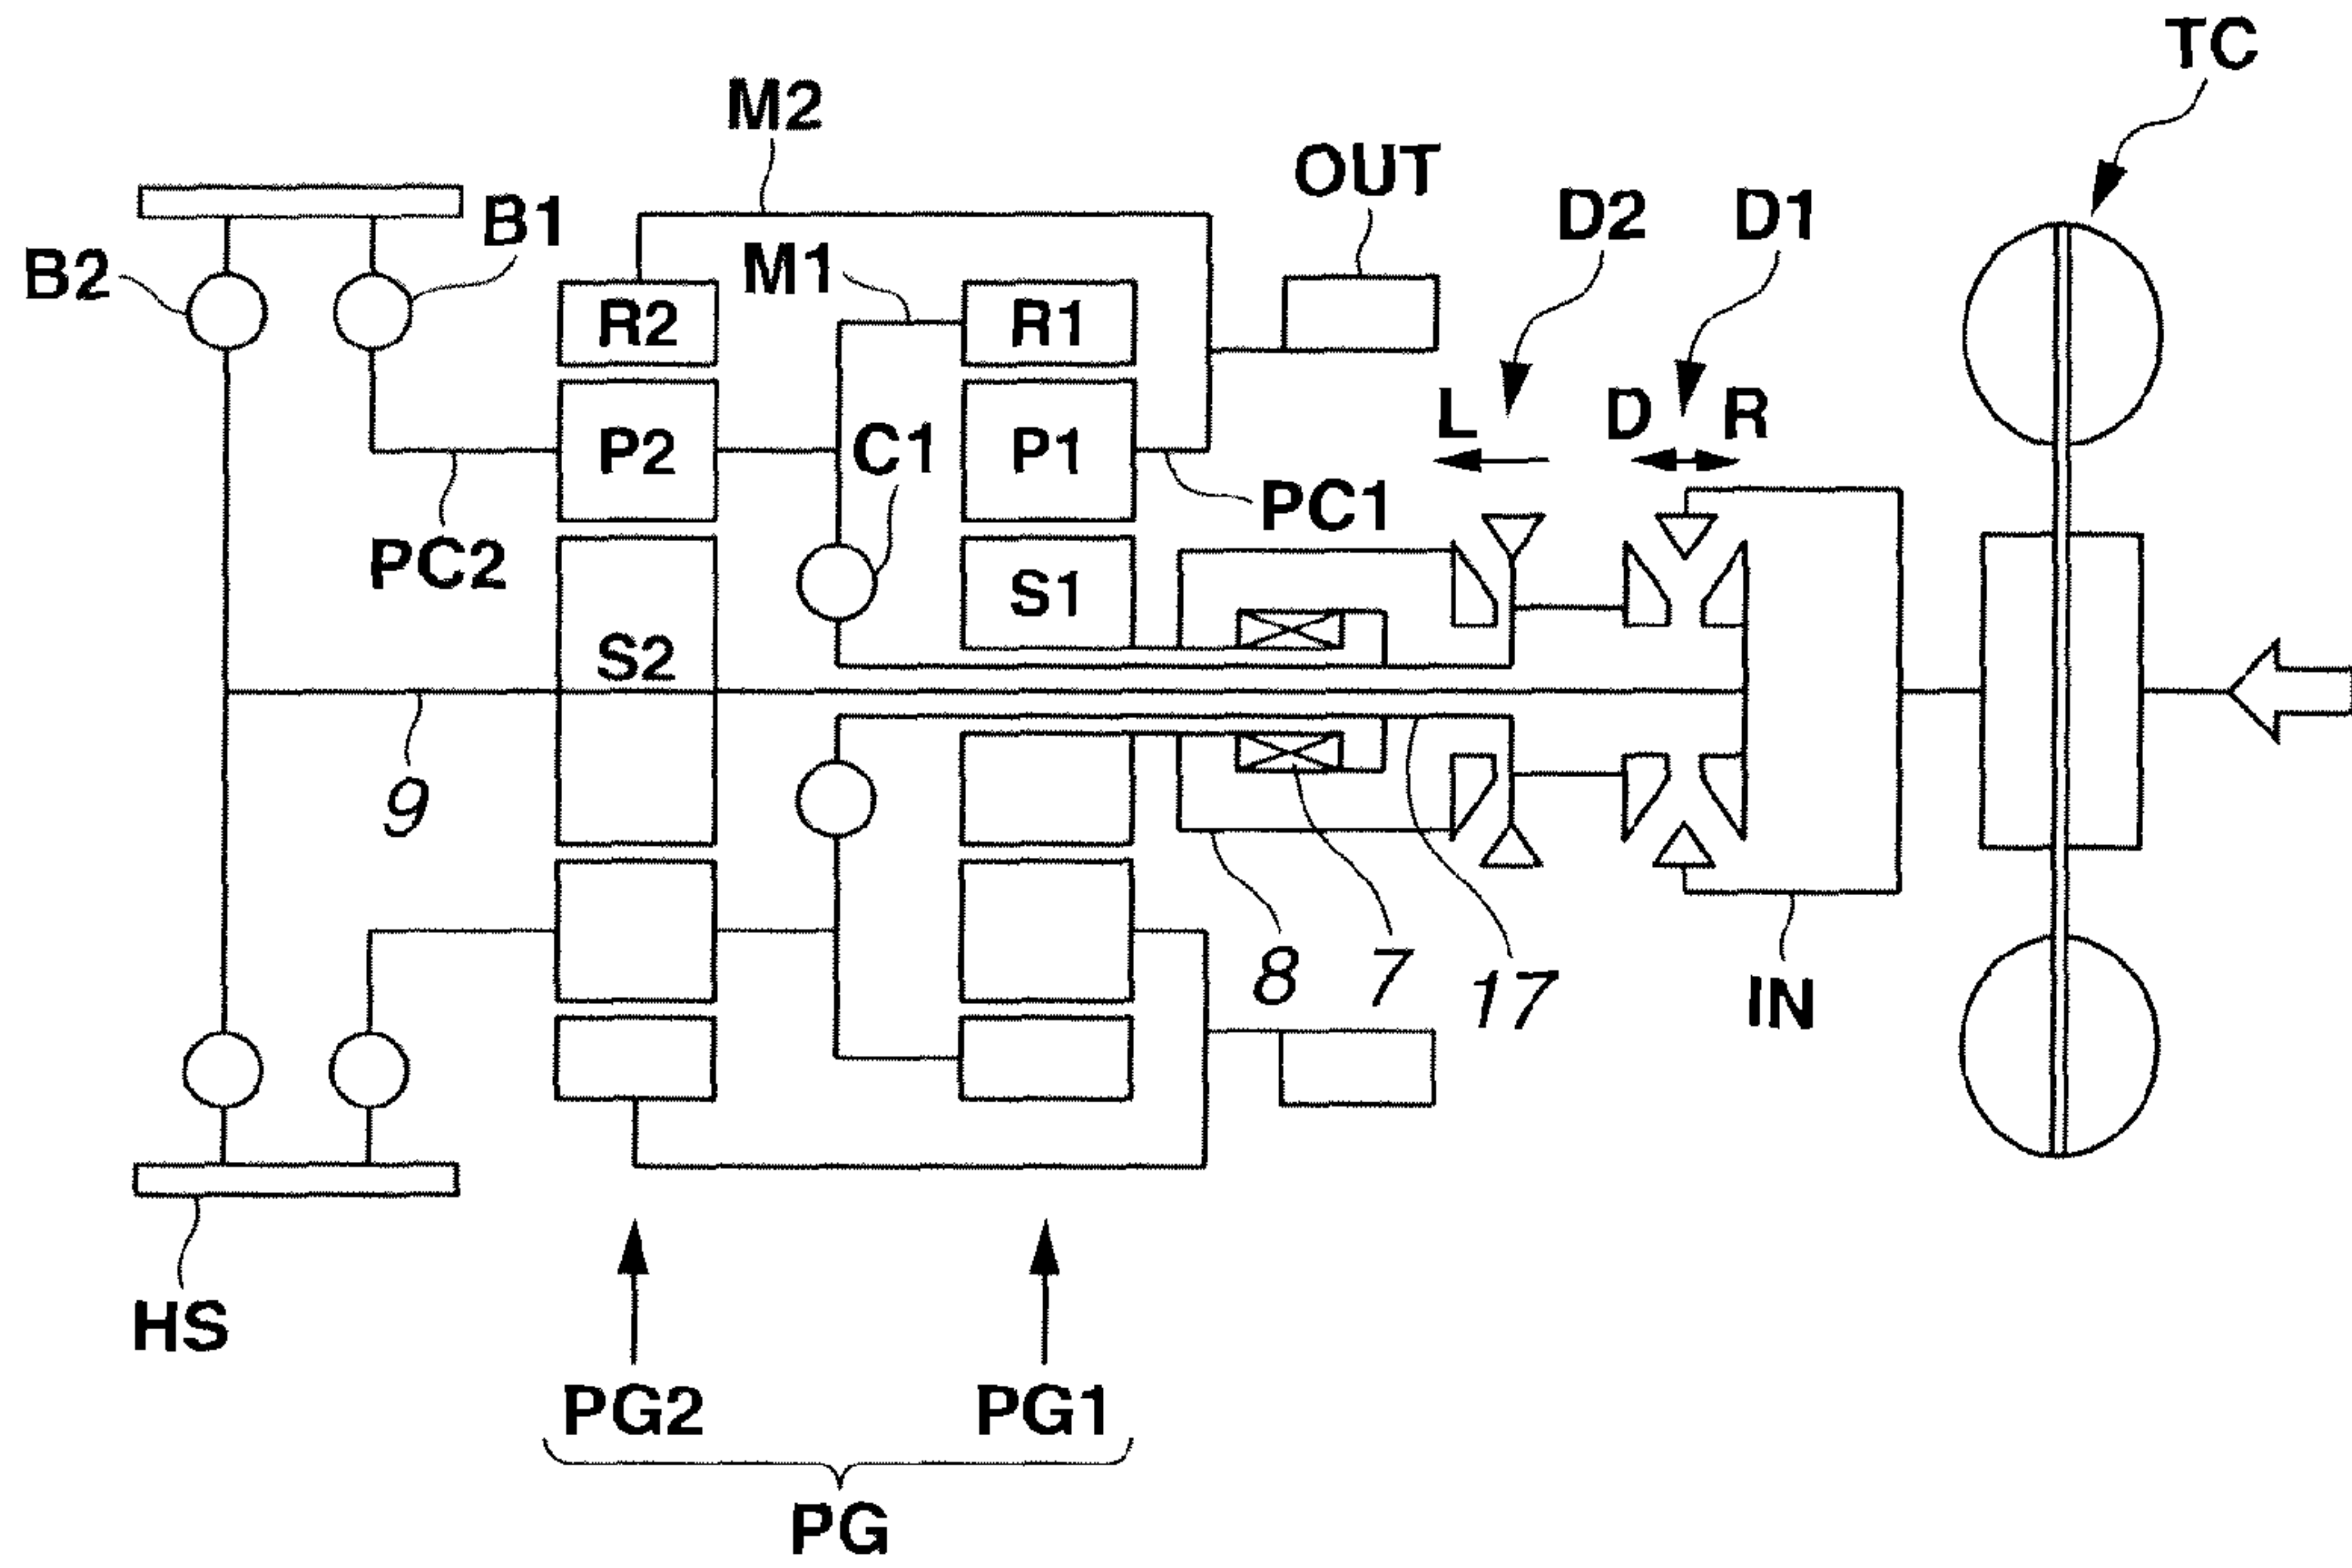 TC
M2
OUT
D2
D1
B1
M1
B2
R2
R1
L
D
R
P2
C1
P1
PC1
PC2
S1
S2
9
8
7
17
IN
HS
PG2
PG1
PG